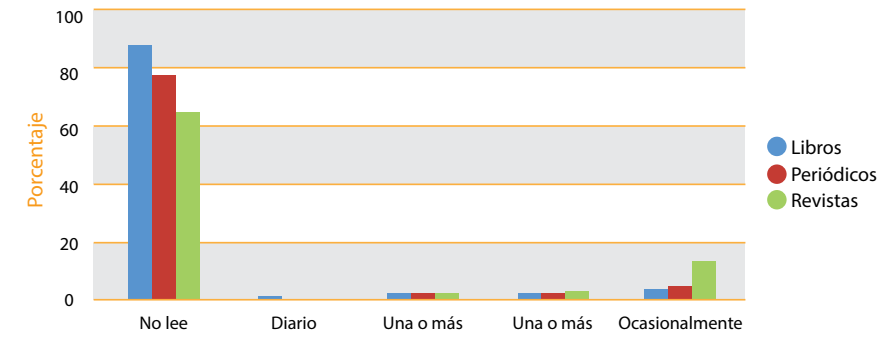 100
80
60
40
20
0
Porcentaje
No lee
Diario
Una o más
Una o más
Ocasionalmente
Libros
Periódicos
Revistas